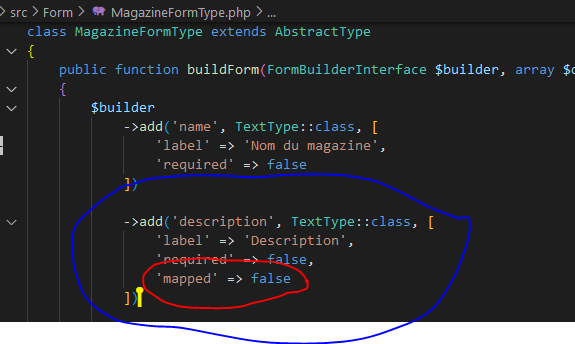 > src > Form > MagazineFormType.php > ...
class MagazineFormType extends AbstractType
{
public function buildForm(FormBuilderInterface $builder, array $
{
$builder
->add('name', TextType::class, [
'label' => 'Nom du magazine',
'required' => false
])
->add('description', TextType::class, [
'label' => 'Description',
'required' => false,
'mapped' => false
])